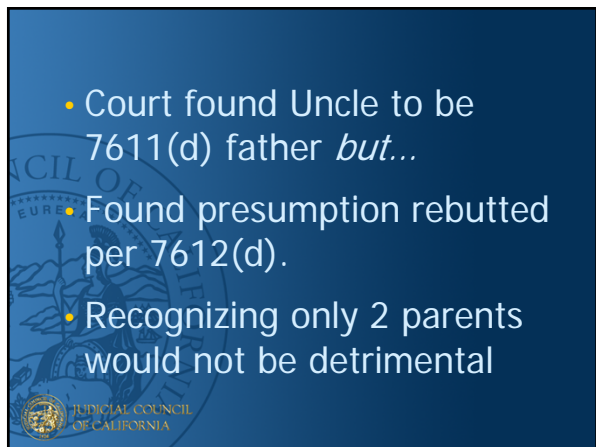 • Court found Uncle to be
7611(d) father but...
• Found presumption rebutted
per 7612(d).
• Recognizing only 2 parents
would not be detrimental
JUDICIAL COUNCIL
OF CALIFORNIA